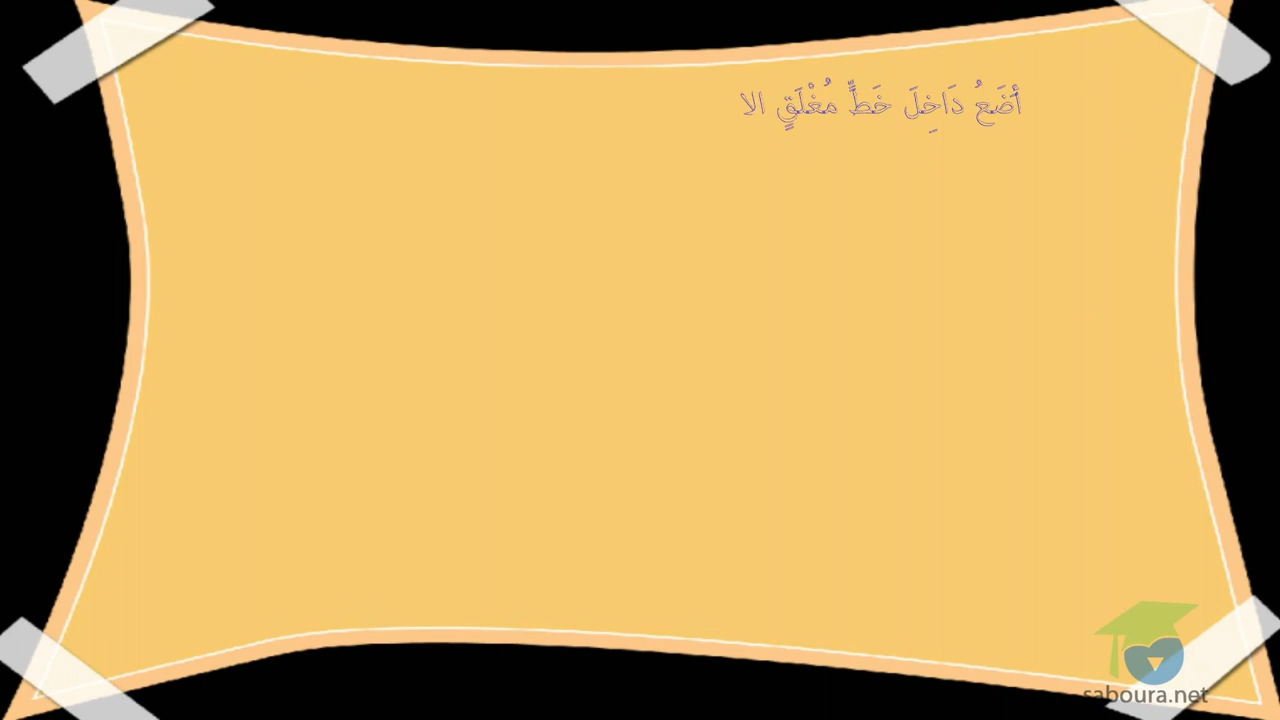 أَضَعُ دَاخِلَ خَطٍّ مُغْلَقٍ الا
saboura.net